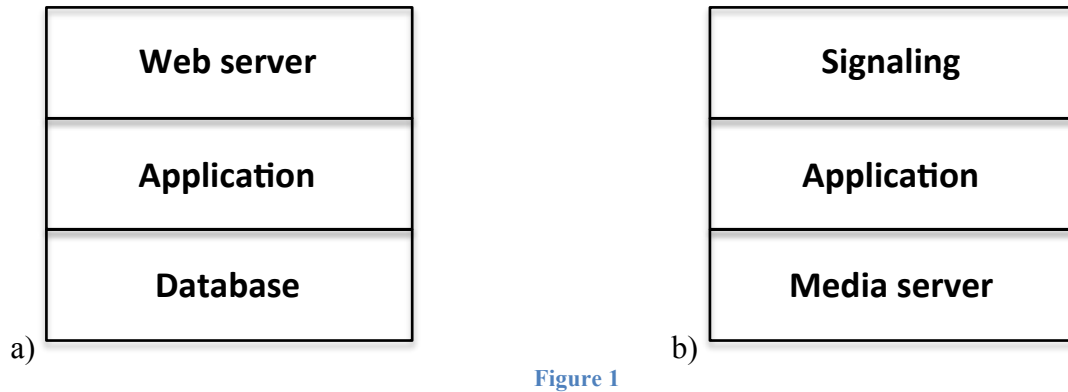 Web server
Application
Database
a)
Signaling
Application
Media server
b)
Figure 1